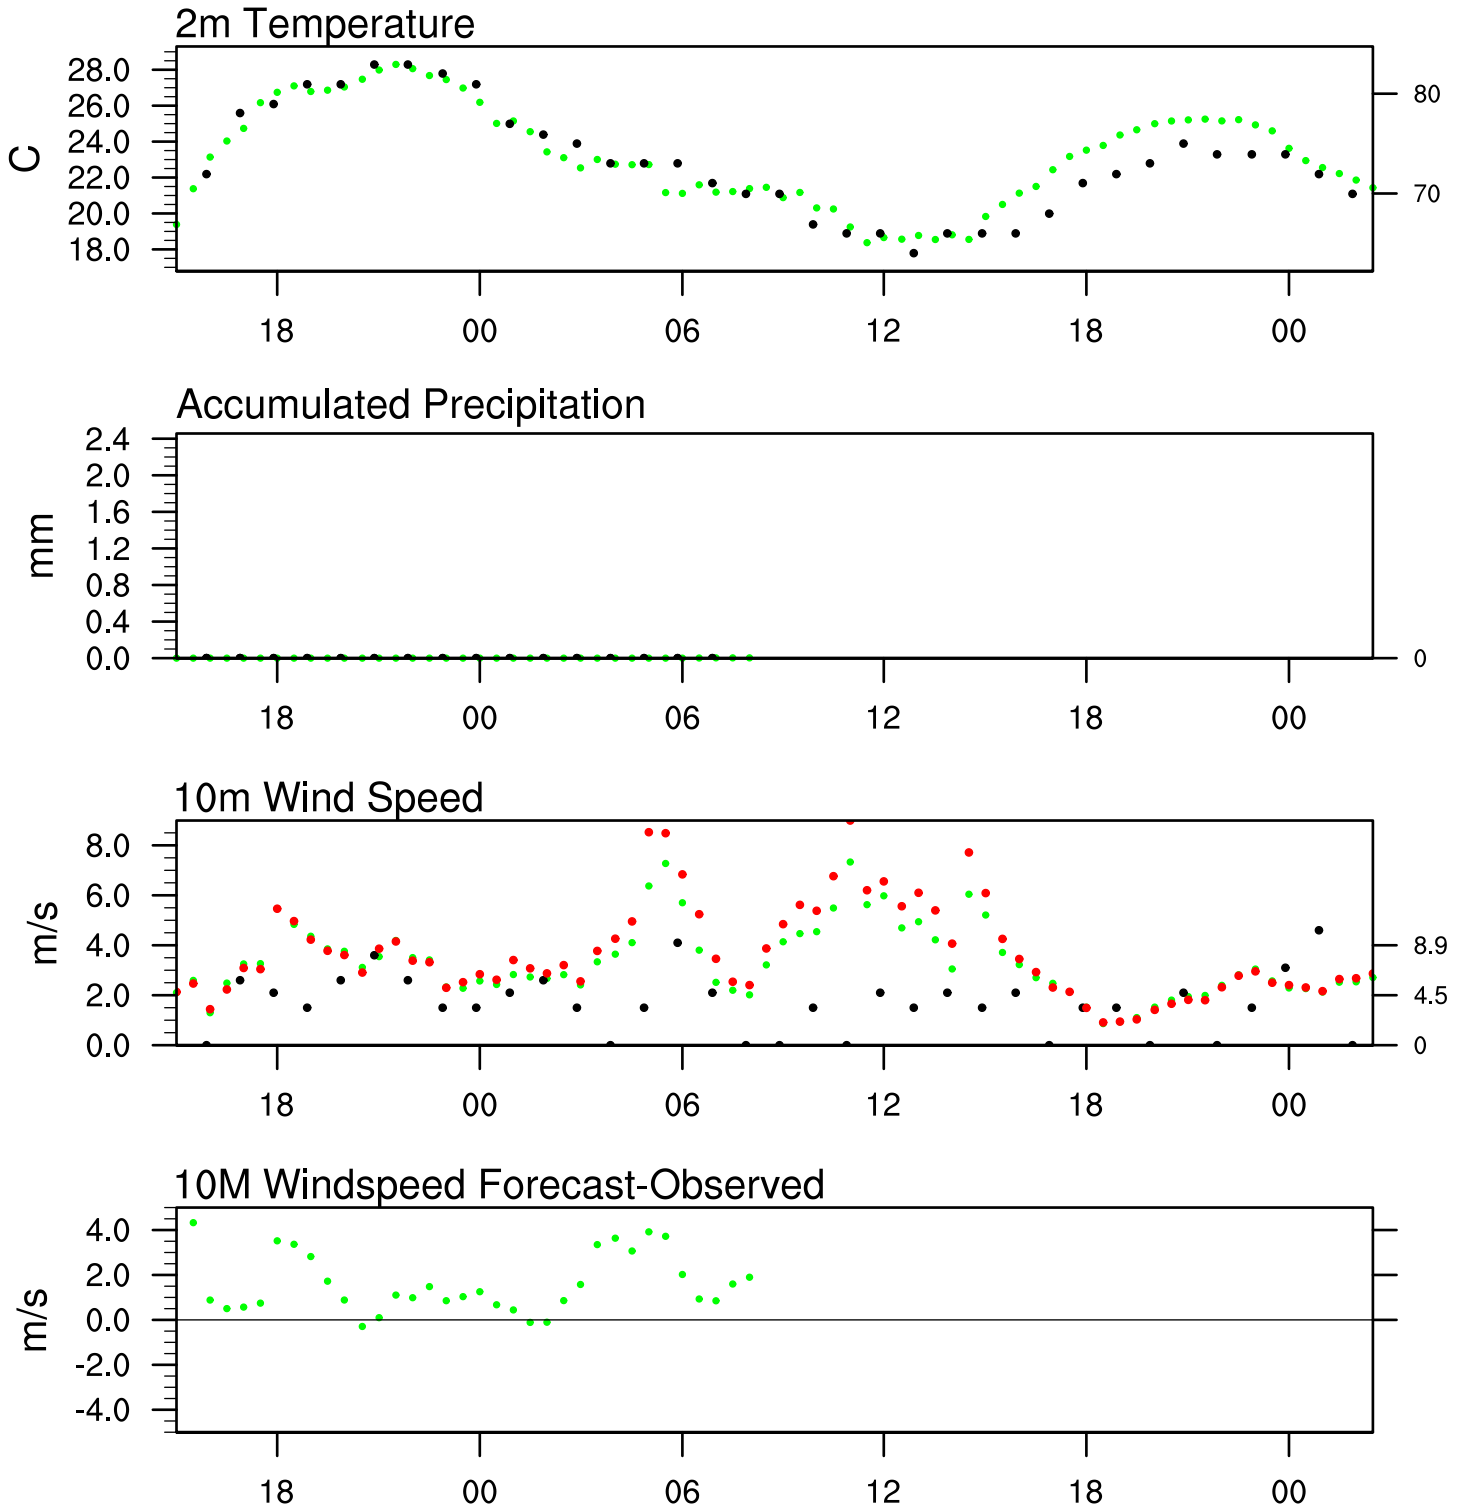 2m Temperature
28.0
26.0
24.0
22.0
20.0
18.0
C
80
70
18 00 06 12 18 00
Accumulated Precipitation
2.4
2.0
1.6
1.2
0.8
0.4
0.0
mm
0
18 00 06 12 18 00
10m Wind Speed
8.0
6.0
4.0
2.0
0.0
m/s
8.9
4.5
0
18 00 06 12 18 00
10M Windspeed Forecast-Observed
4.0
2.0
0.0
-2.0
-4.0
m/s
18 00 06 12 18 00